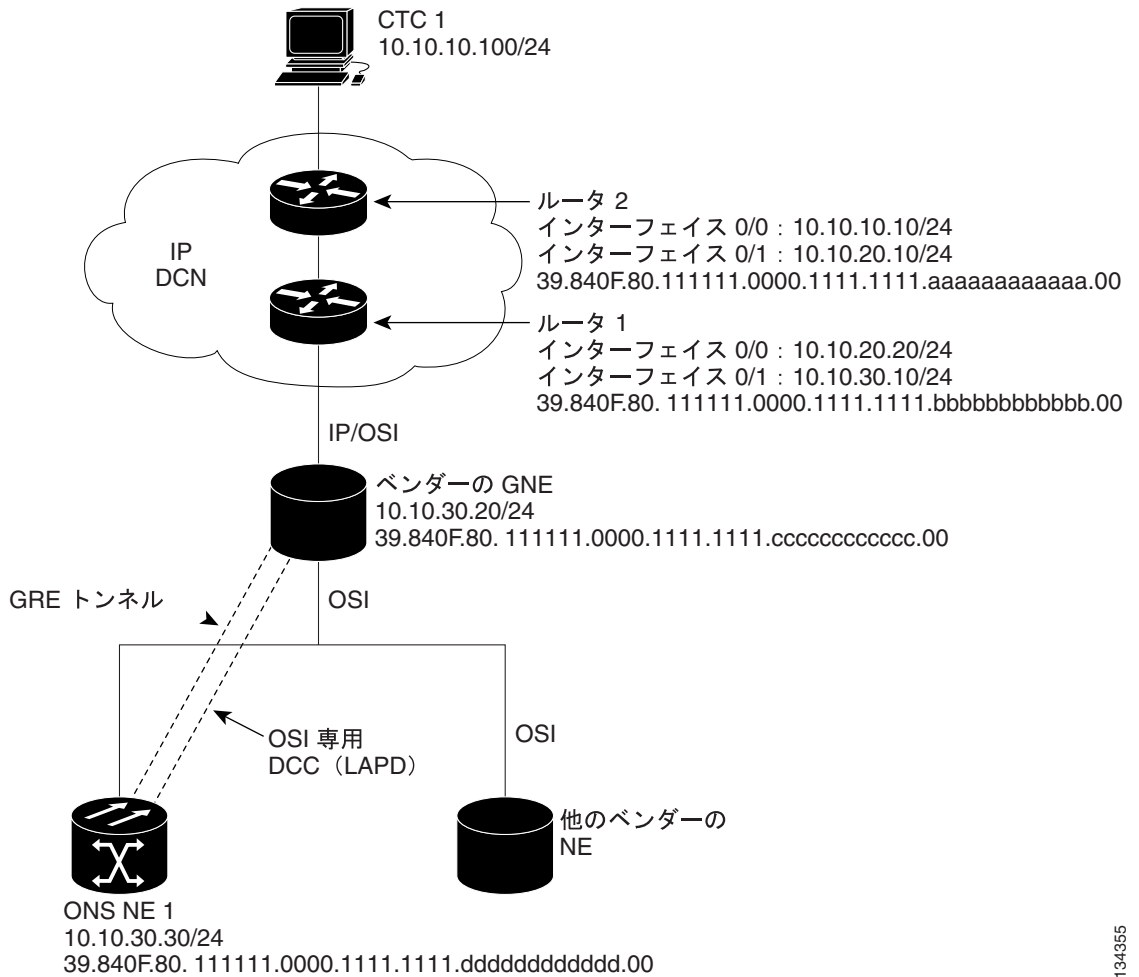 CTC 1
10.10.10.100/24
ルータ 2
インターフェイス 0/0：10.10.10.10/24
インターフェイス 0/1：10.10.20.10/24
39.840F.80.111111.0000.1111.1111.aaaaaaaaaaaa.00
IP
DCN
ルータ 1
インターフェイス 0/0：10.10.20.20/24
インターフェイス 0/1：10.10.30.10/24
39.840F.80. 111111.0000.1111.1111.bbbbbbbbbbbb.00
IP/OSI
ベンダーの GNE
10.10.30.20/24
39.840F.80. 111111.0000.1111.1111.cccccccccccc.00
GRE トンネル
OSI
OSI 専用
DCC（LAPD）
OSI
他のベンダーの
NE
ONS NE 1
10.10.30.30/24
39.840F.80. 111111.0000.1111.1111.dddddddddddd.00
134355